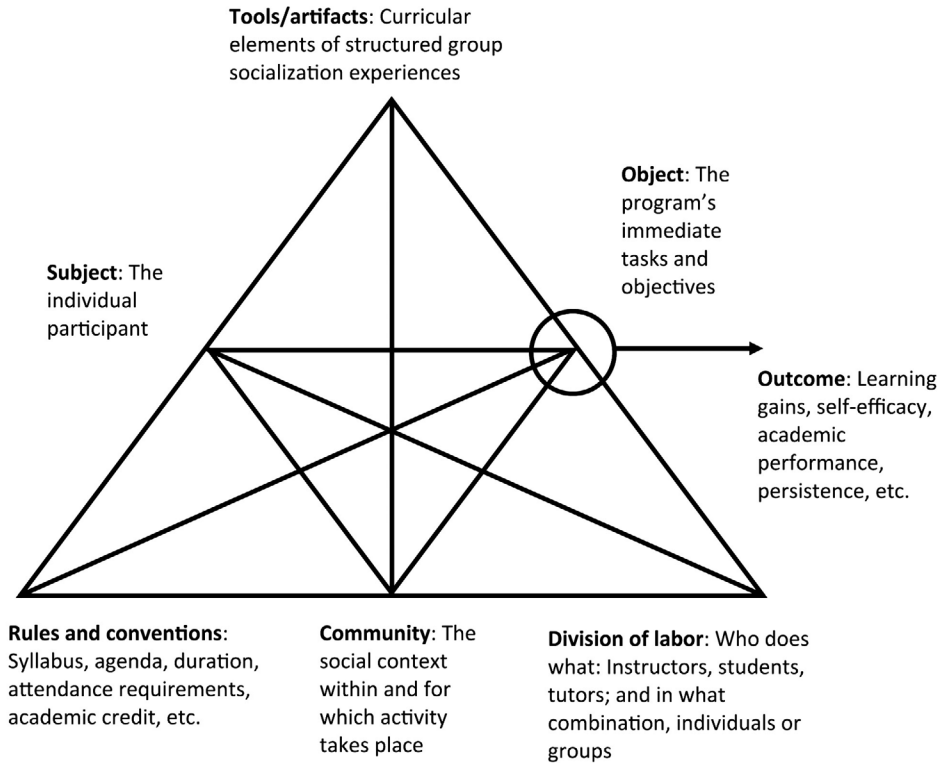 Tools/artifacts: Curricular
elements of structured group
socialization experiences
Object: The
program’s
immediate
tasks and
objectives
Subject: The
individual
participant
Outcome: Learning
gains, self-efficacy,
academic
performance,
persistence, etc.
Rules and conventions:
Syllabus, agenda, duration,
attendance requirements,
academic credit, etc.
Community: The
social context
within and for
which activity
takes place
Division of labor: Who does
what: Instructors, students,
tutors; and in what
combination, individuals or
groups